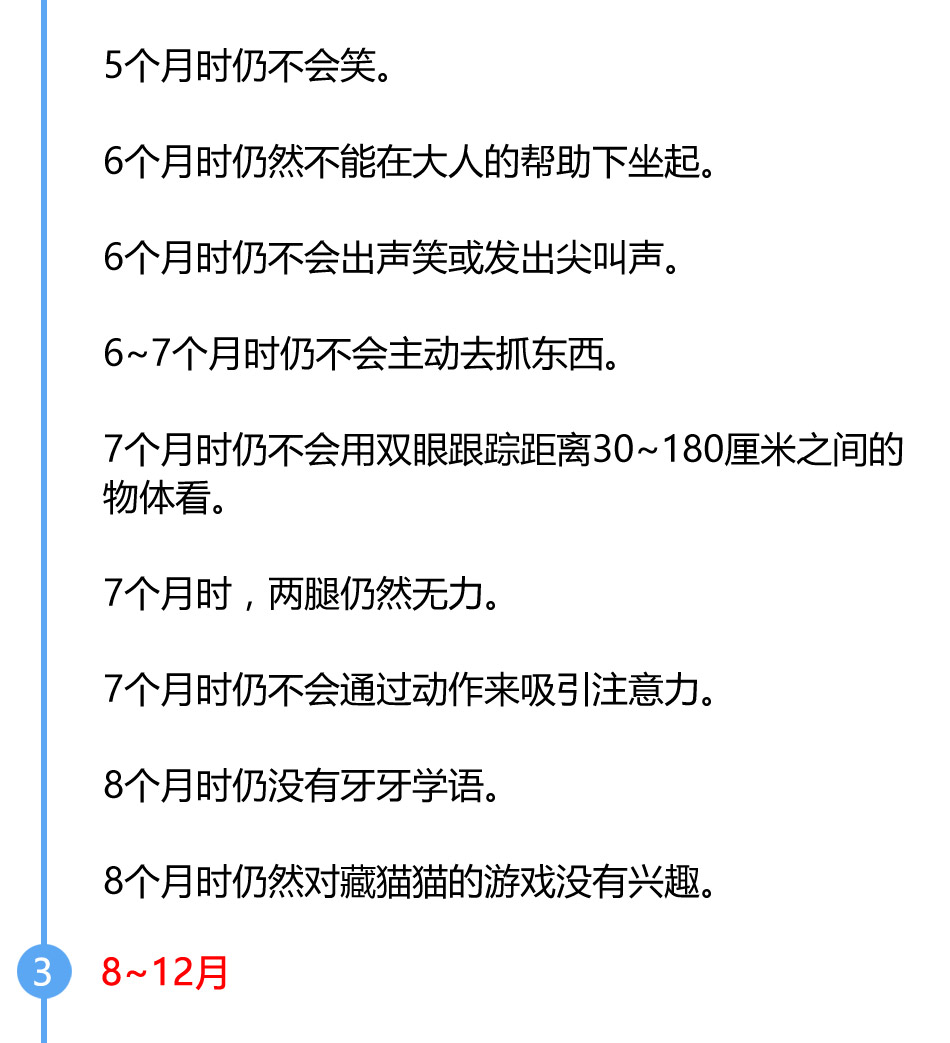 5个月时仍不会笑。
6个月时仍然不能在大人的帮助下坐起。
6个月时仍不会出声笑或发出尖叫声。
6~7个月时仍不会主动去抓东西。
7个月时仍不会用双眼跟踪距离30~180厘米之间的
物体看。
7个月时，两腿仍然无力。
7个月时仍不会通过动作来吸引注意力。
8个月时仍没有牙牙学语。
8个月时仍然对藏猫猫的游戏没有兴趣。
3 8~12月